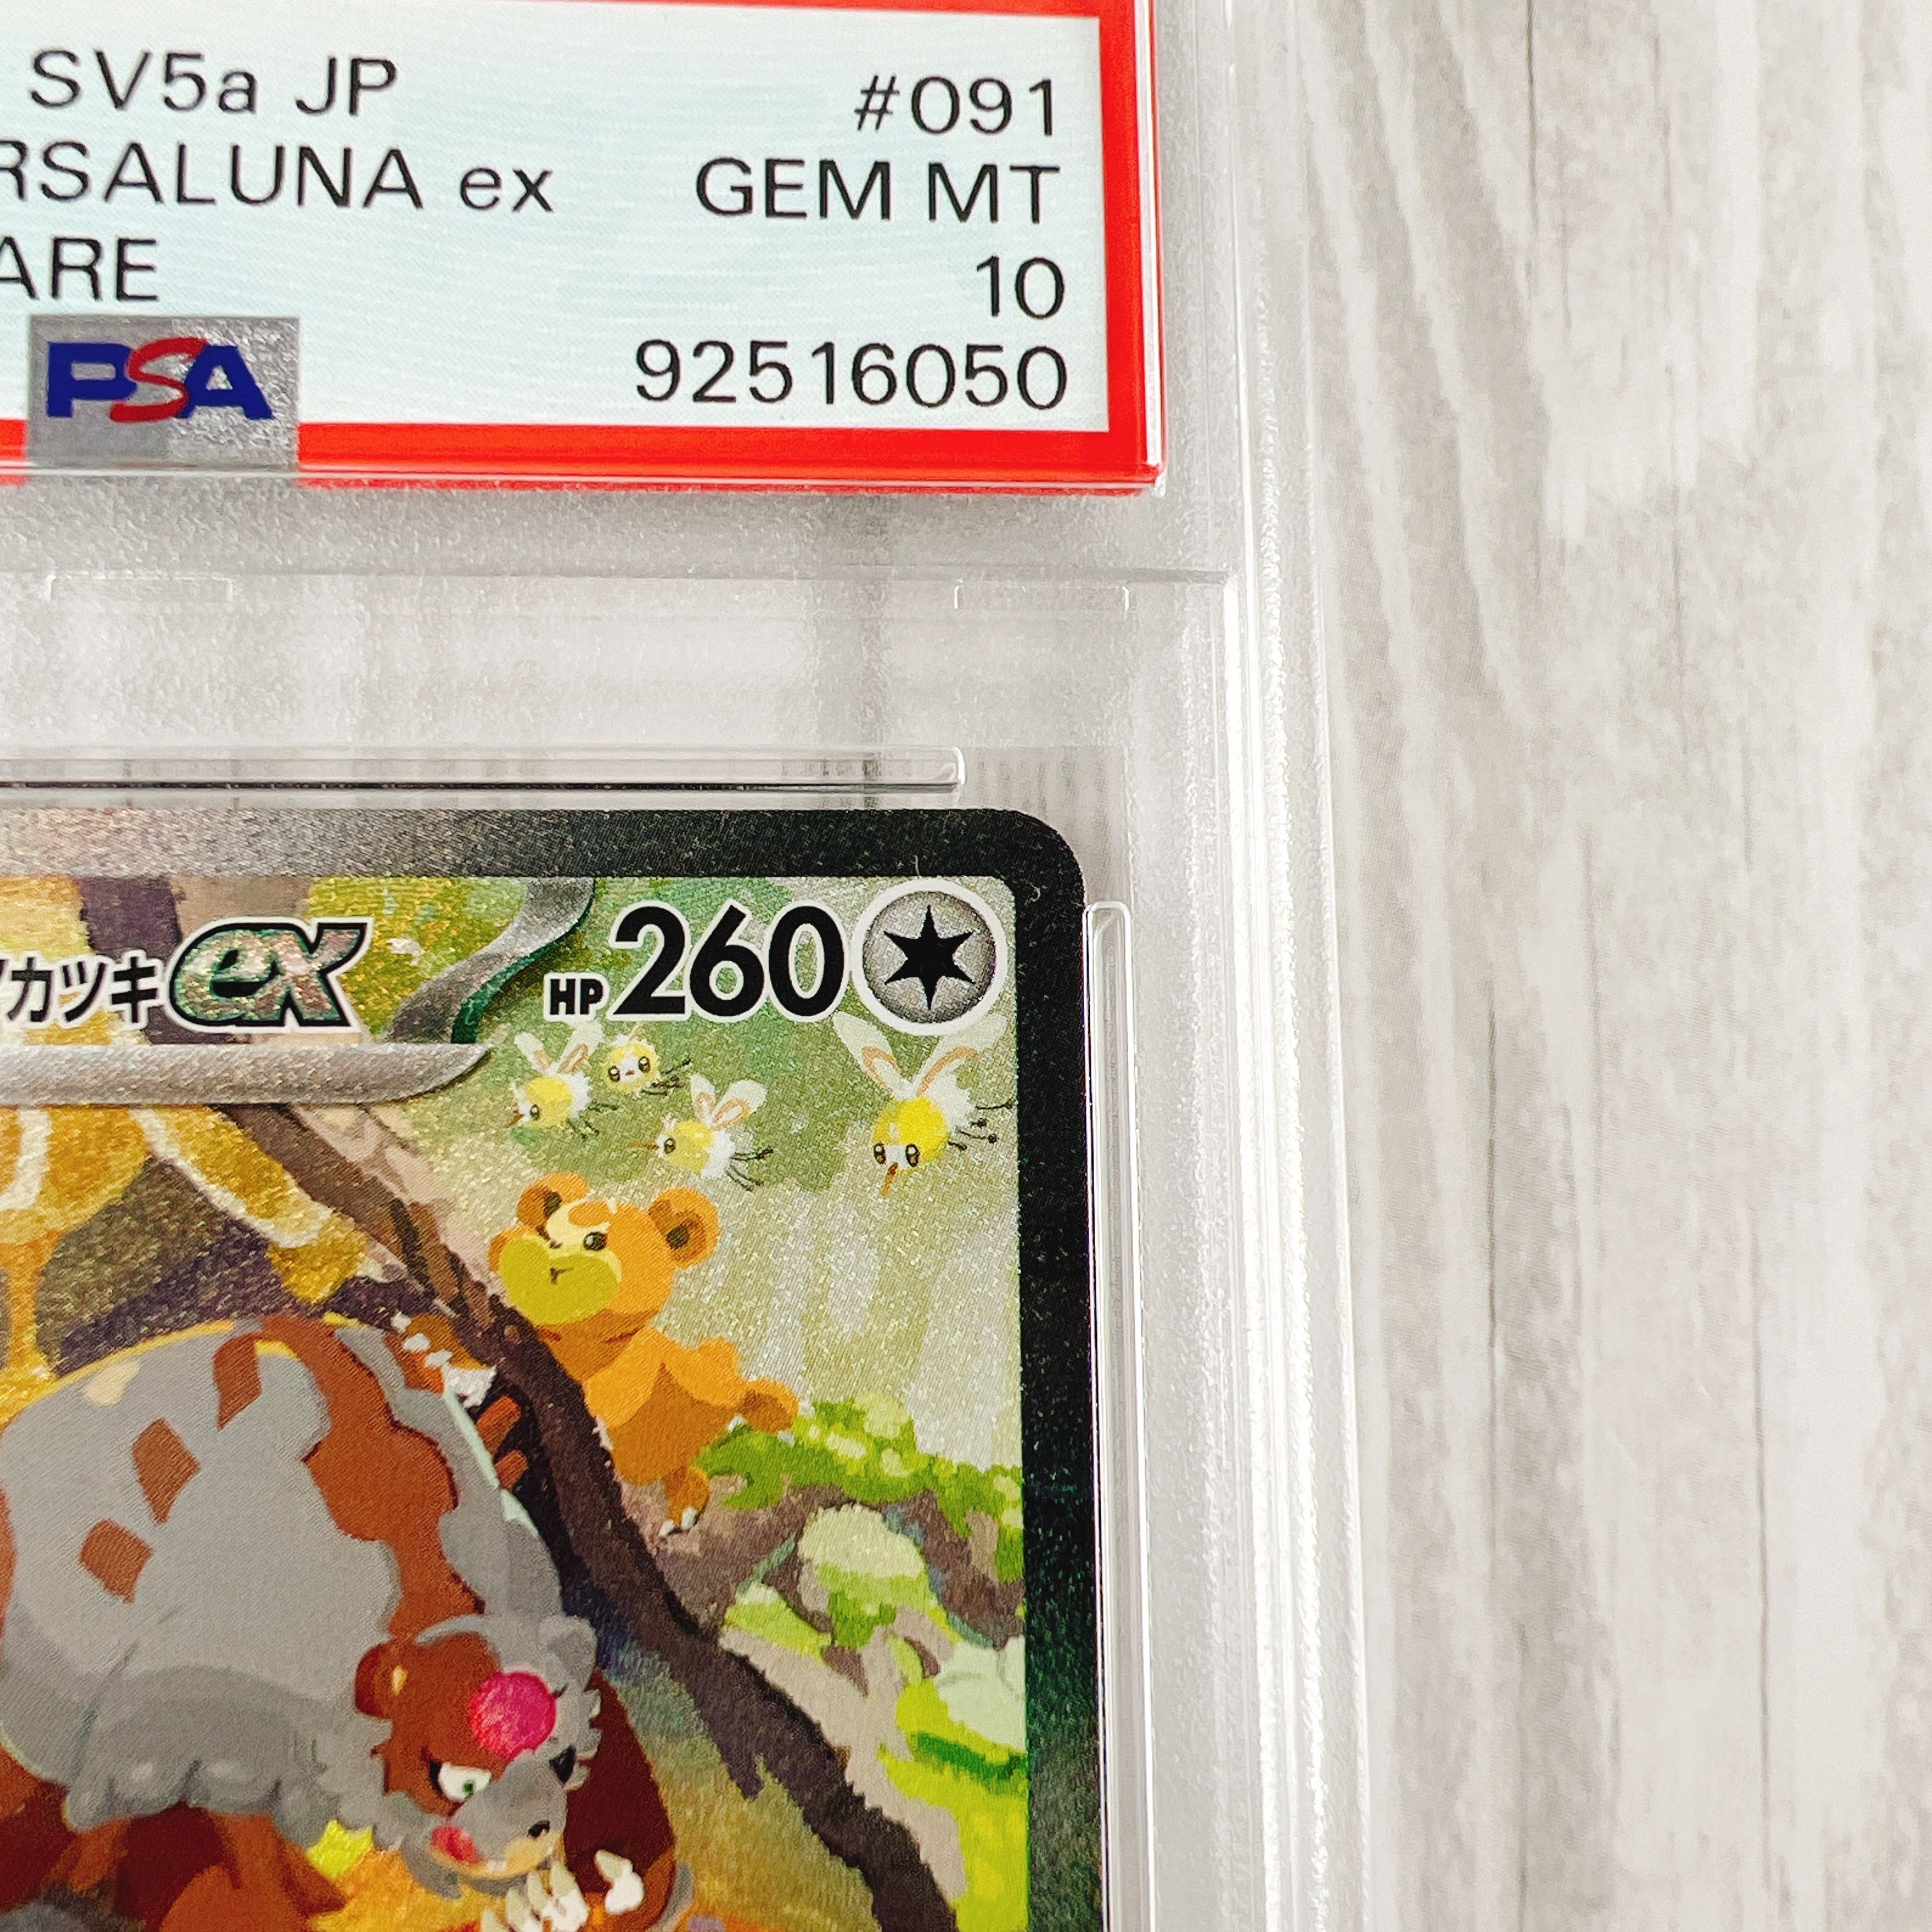 SV5a JP #091
RSALUNA ex GEM MT
ARE 10
PSA 92516050
カツキex HP260